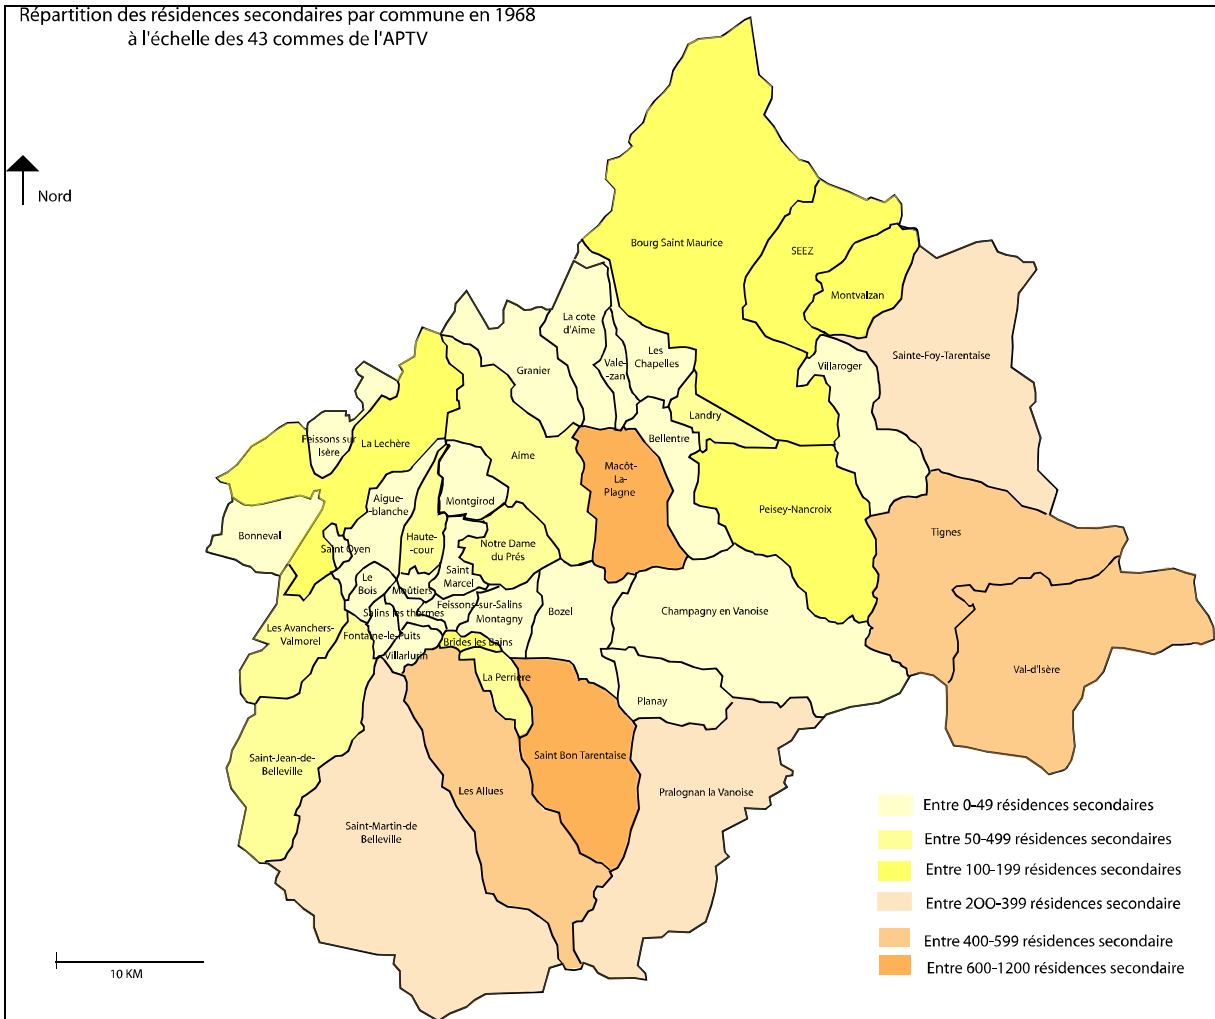 Répartition des résidences secondaires par commune en 1968
à l'échelle des 43 commes de l'APTV
Nord
Bourg Saint Maurice
SEEZ
Montvalzan
La cote
d'Aime
Vale-
-zan
Les
Chapelles
Granier
Villaroger
Sainte-Foy-Tarentaise
Landry
Feissons sur
Isère
La Lechère
Bellentre
Aime
Macôt-
La-
Plagne
Aigue-
-blanche
Montgirod
Peisey-Nancroix
Bonneval
Tignes
Saint Oyen
Haute-
-cour
Notre Dame
du Prés
Le
Bois
Moûtiers
Saint
Marcel
Salins les thermes
Feissons-sur-Salins
Montagny
Bozel
Champagny en Vanoise
Les Avanchers-
Valmorel
Fontaine-le-Puits
Villarlurin
Brides les Bains
La Perrière
Val-d'Isère
Planay
Saint-Jean-de-
Belleville
Saint Bon Tarentaise
Les Allues
Pralognan la Vanoise
Saint-Martin-de
Belleville
Entre 0-49 résidences secondaires
Entre 50-499 résidences secondaires
Entre 100-199 résidences secondaires
Entre 2OO-399 résidences secondaire
Entre 400-599 résidences secondaire
Entre 600-1200 résidences secondaire
10 KM